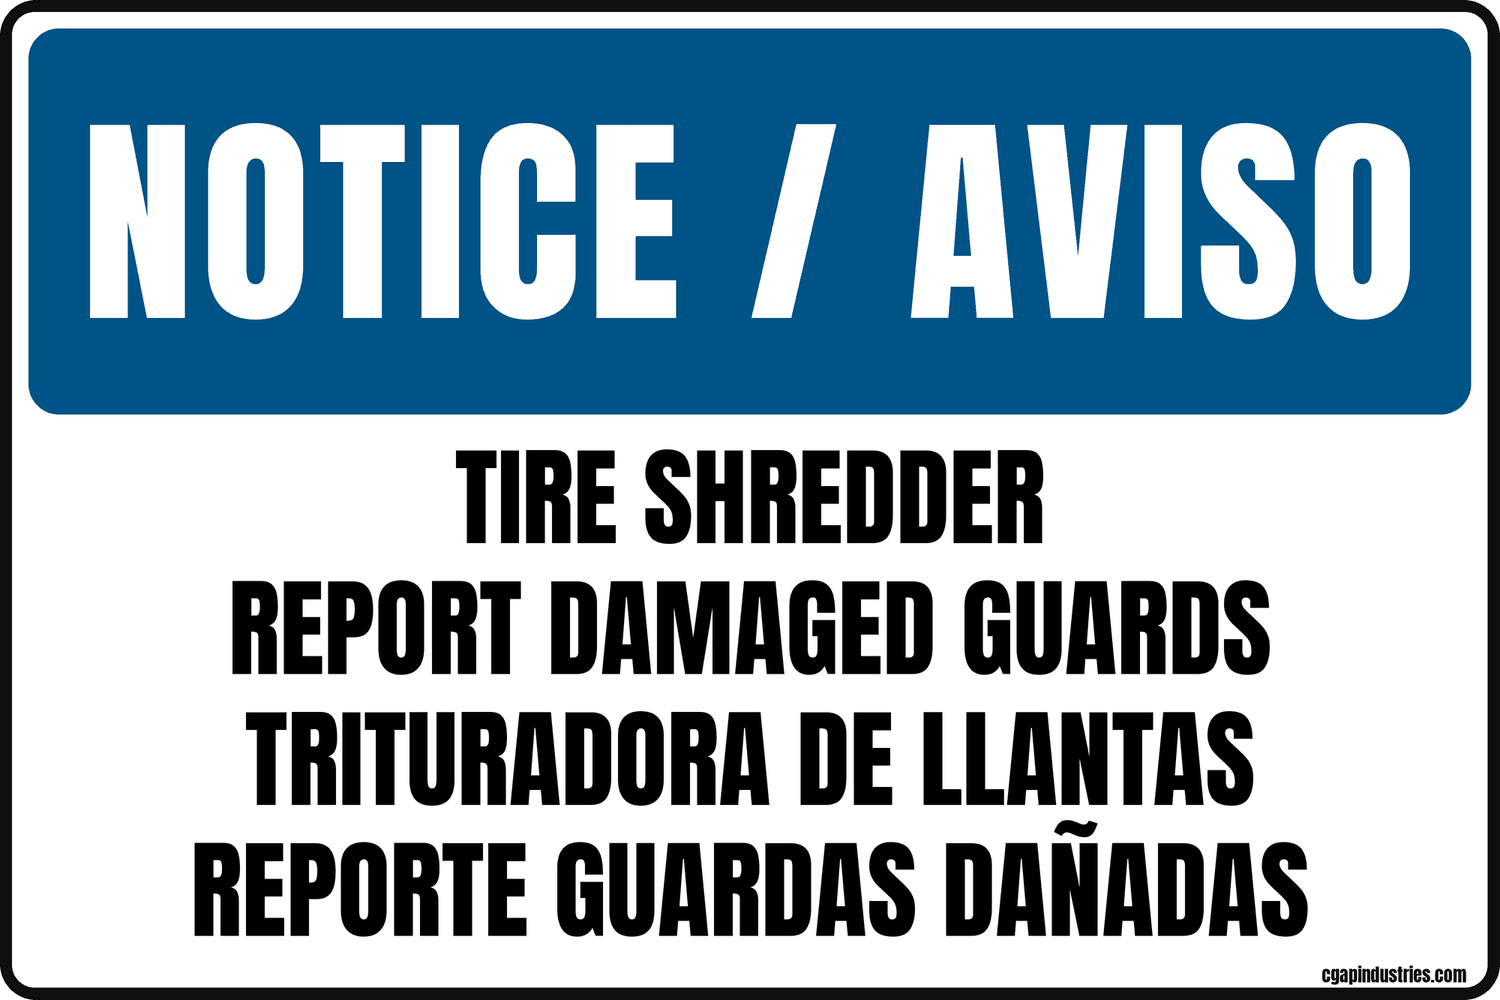 NOTICE / AVISO
TIRE SHREDDER
REPORT DAMAGED GUARDS
TRITURADORA DE LLANTAS
REPORTE GUARDAS DAÑADAS
cgapindustries.com